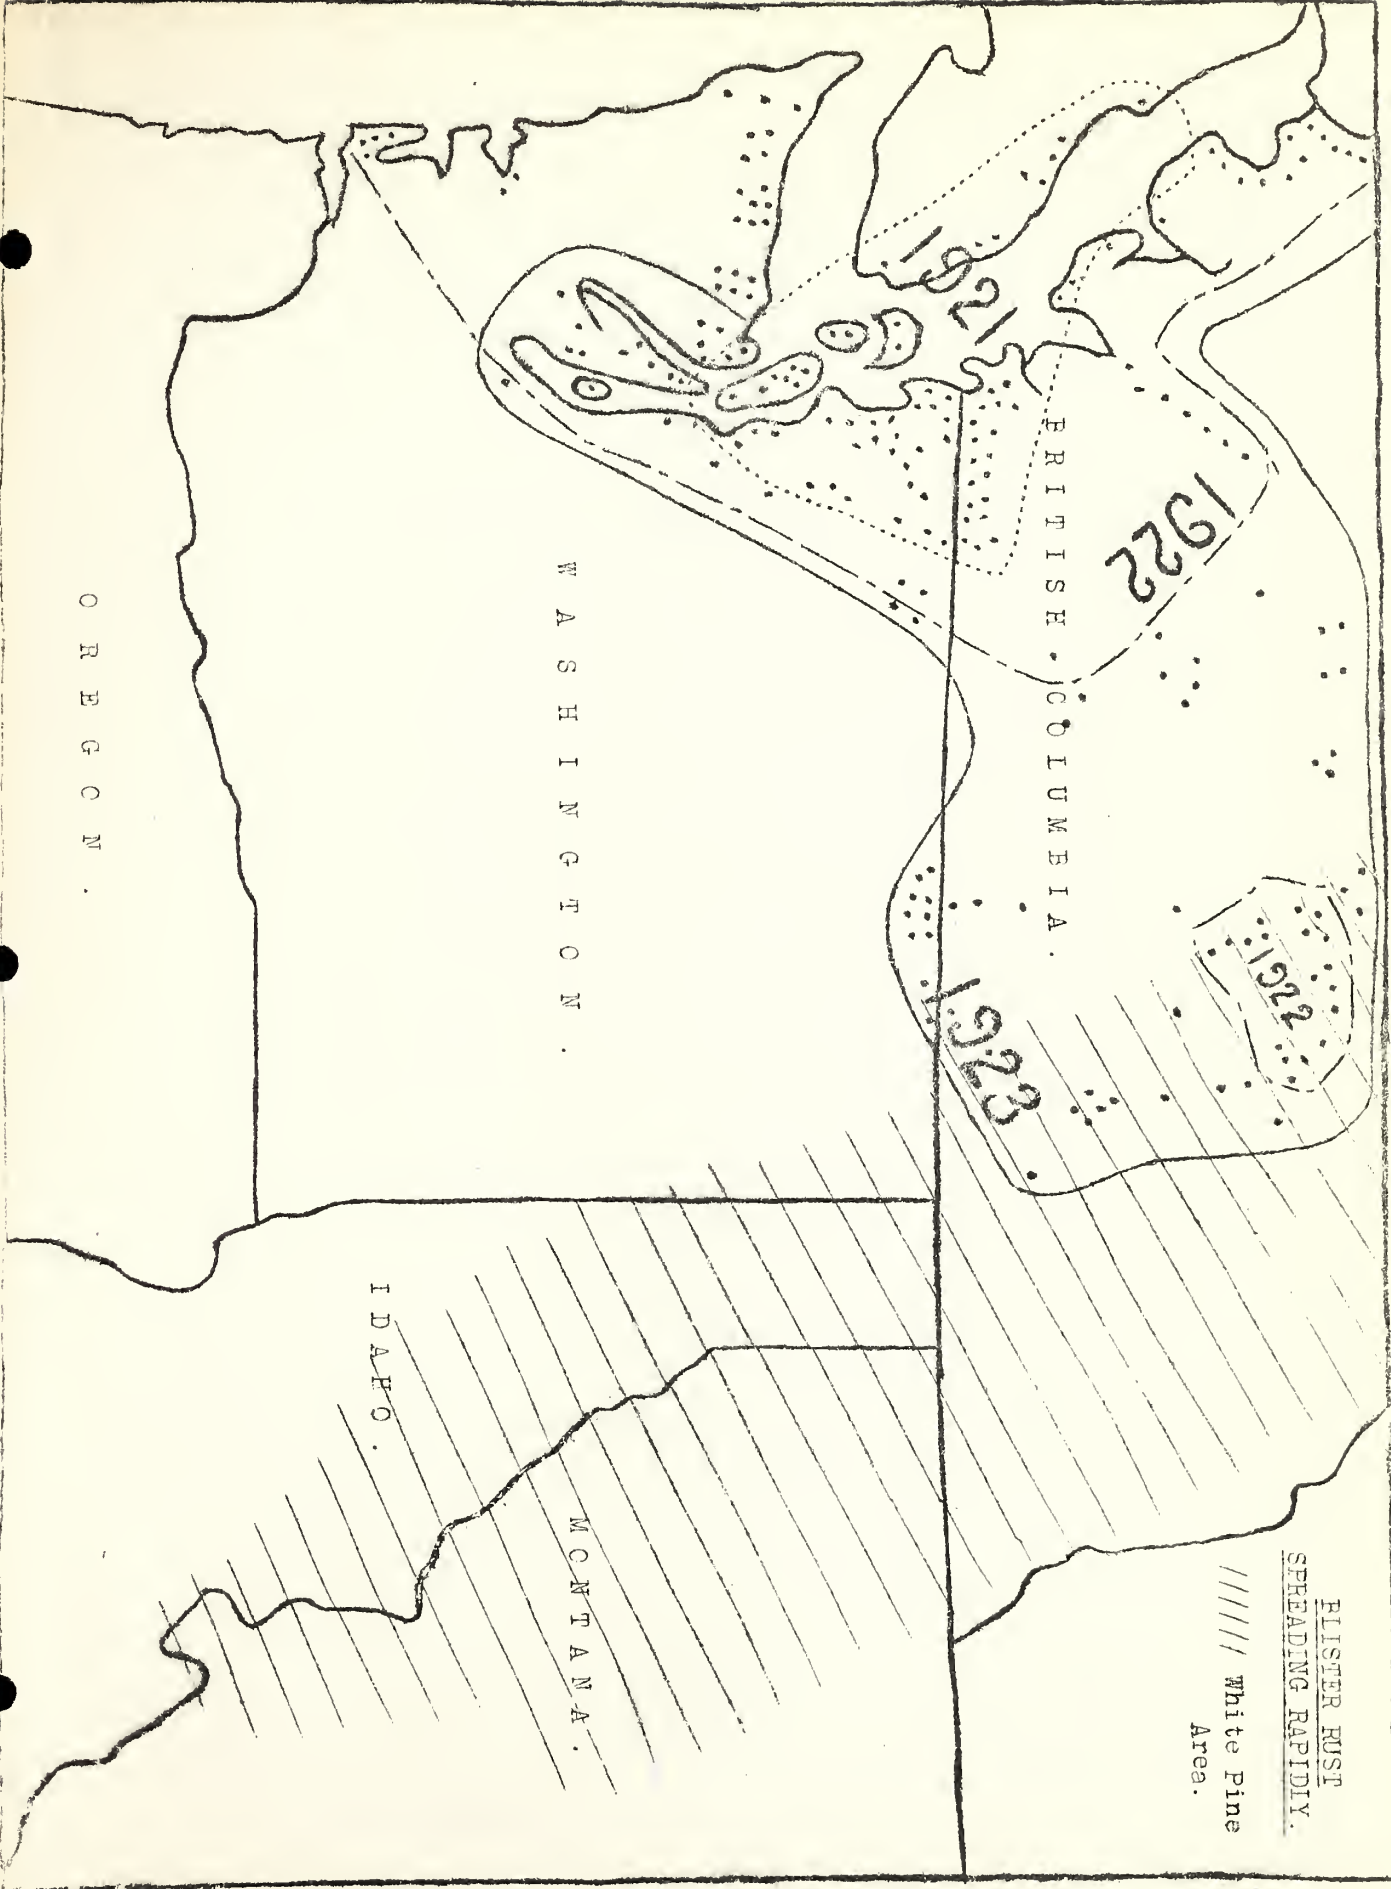 BLISTER RUST
SPREADING RAPIDLY.
////// White Pine
Area.
1921
1922
BRITISH COLUMBIA.
1922
1923
WASHINGTON.
MONTANA.
IDAHO.
OREGON.